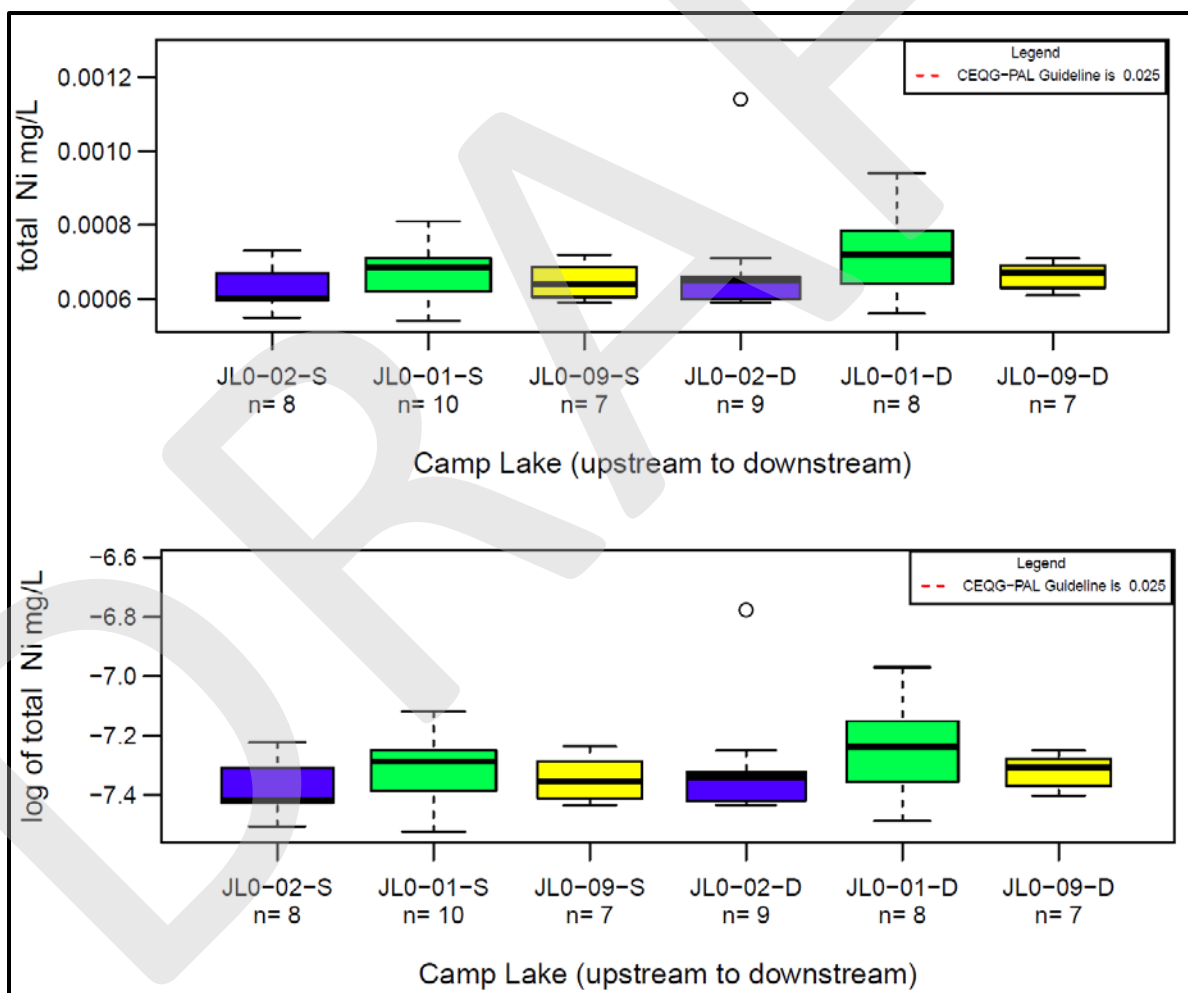 Legend
CEQG-PAL Guideline is 0.025
total Ni mg/L
0.0012
0.0010
0.0008
0.0006
JL0-02-S JL0-01-S JL0-09-S JL0-02-D JL0-01-D JL0-09-D
n= 8 n= 10 n= 7 n= 9 n= 8 n= 7
Camp Lake (upstream to downstream)
Legend
CEQG-PAL Guideline is 0.025
log of total Ni mg/L
-6.6
-6.8
-7.0
-7.2
-7.4
JL0-02-S JL0-01-S JL0-09-S JL0-02-D JL0-01-D JL0-09-D
n= 8 n= 10 n= 7 n= 9 n= 8 n= 7
Camp Lake (upstream to downstream)
DRAF